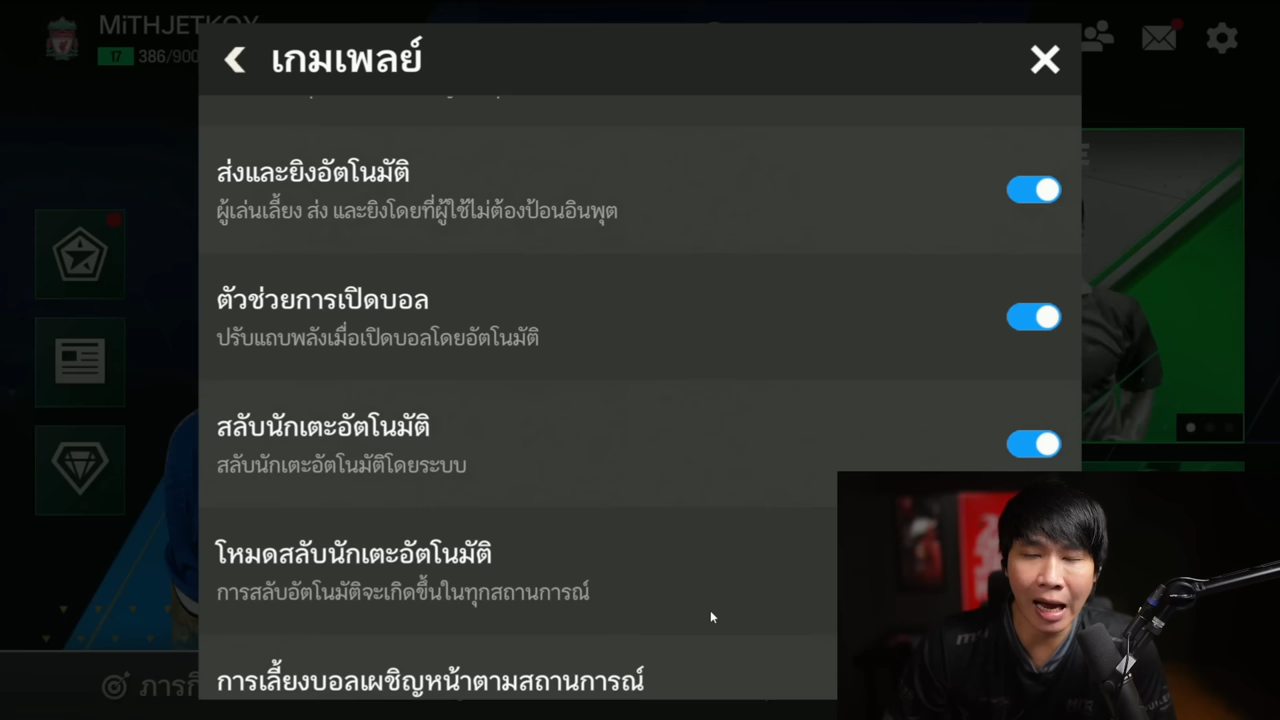 MiTHJETKOY
17 386/900
เกมเพลย์
ส่งและยิงอัตโนมัติ
ผู้เล่นเลี้ยง ส่ง และยิงโดยที่ผู้ใช้ไม่ต้องป้อนอินพุต
ตัวช่วยการเปิดบอล
ปรับแถบพลังเมื่อเปิดบอลโดยอัตโนมัติ
สลับนักเตะอัตโนมัติ
สลับนักเตะอัตโนมัติโดยระบบ
โหมดสลับนักเตะอัตโนมัติ
การสลับอัตโนมัติจะเกิดขึ้นในทุกสถานการณ์
การเลี้ยงบอลเผชิญหน้าตามสถานการณ์